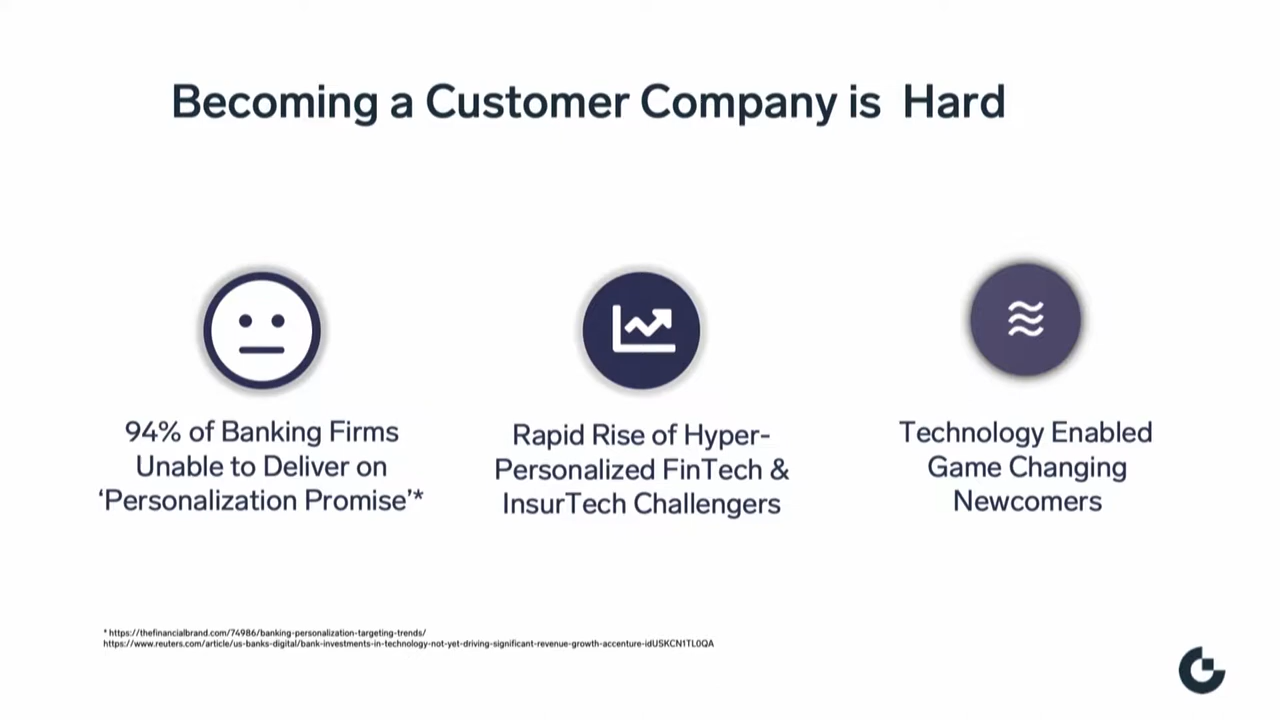 Becoming a Customer Company is  Hard
94% of Banking Firms
Unable to Deliver on
‘Personalization Promise’*
Rapid Rise of Hyper-
Personalized FinTech &
InsurTech Challengers
Technology Enabled
Game Changing
Newcomers
* https://thefinancialbrand.com/74986/banking-personalization-targeting-trends/
https://www.reuters.com/article/us-banks-digital/bank-investments-in-technology-not-yet-driving-significant-revenue-growth-accenture-idUSKCN1TL0QA